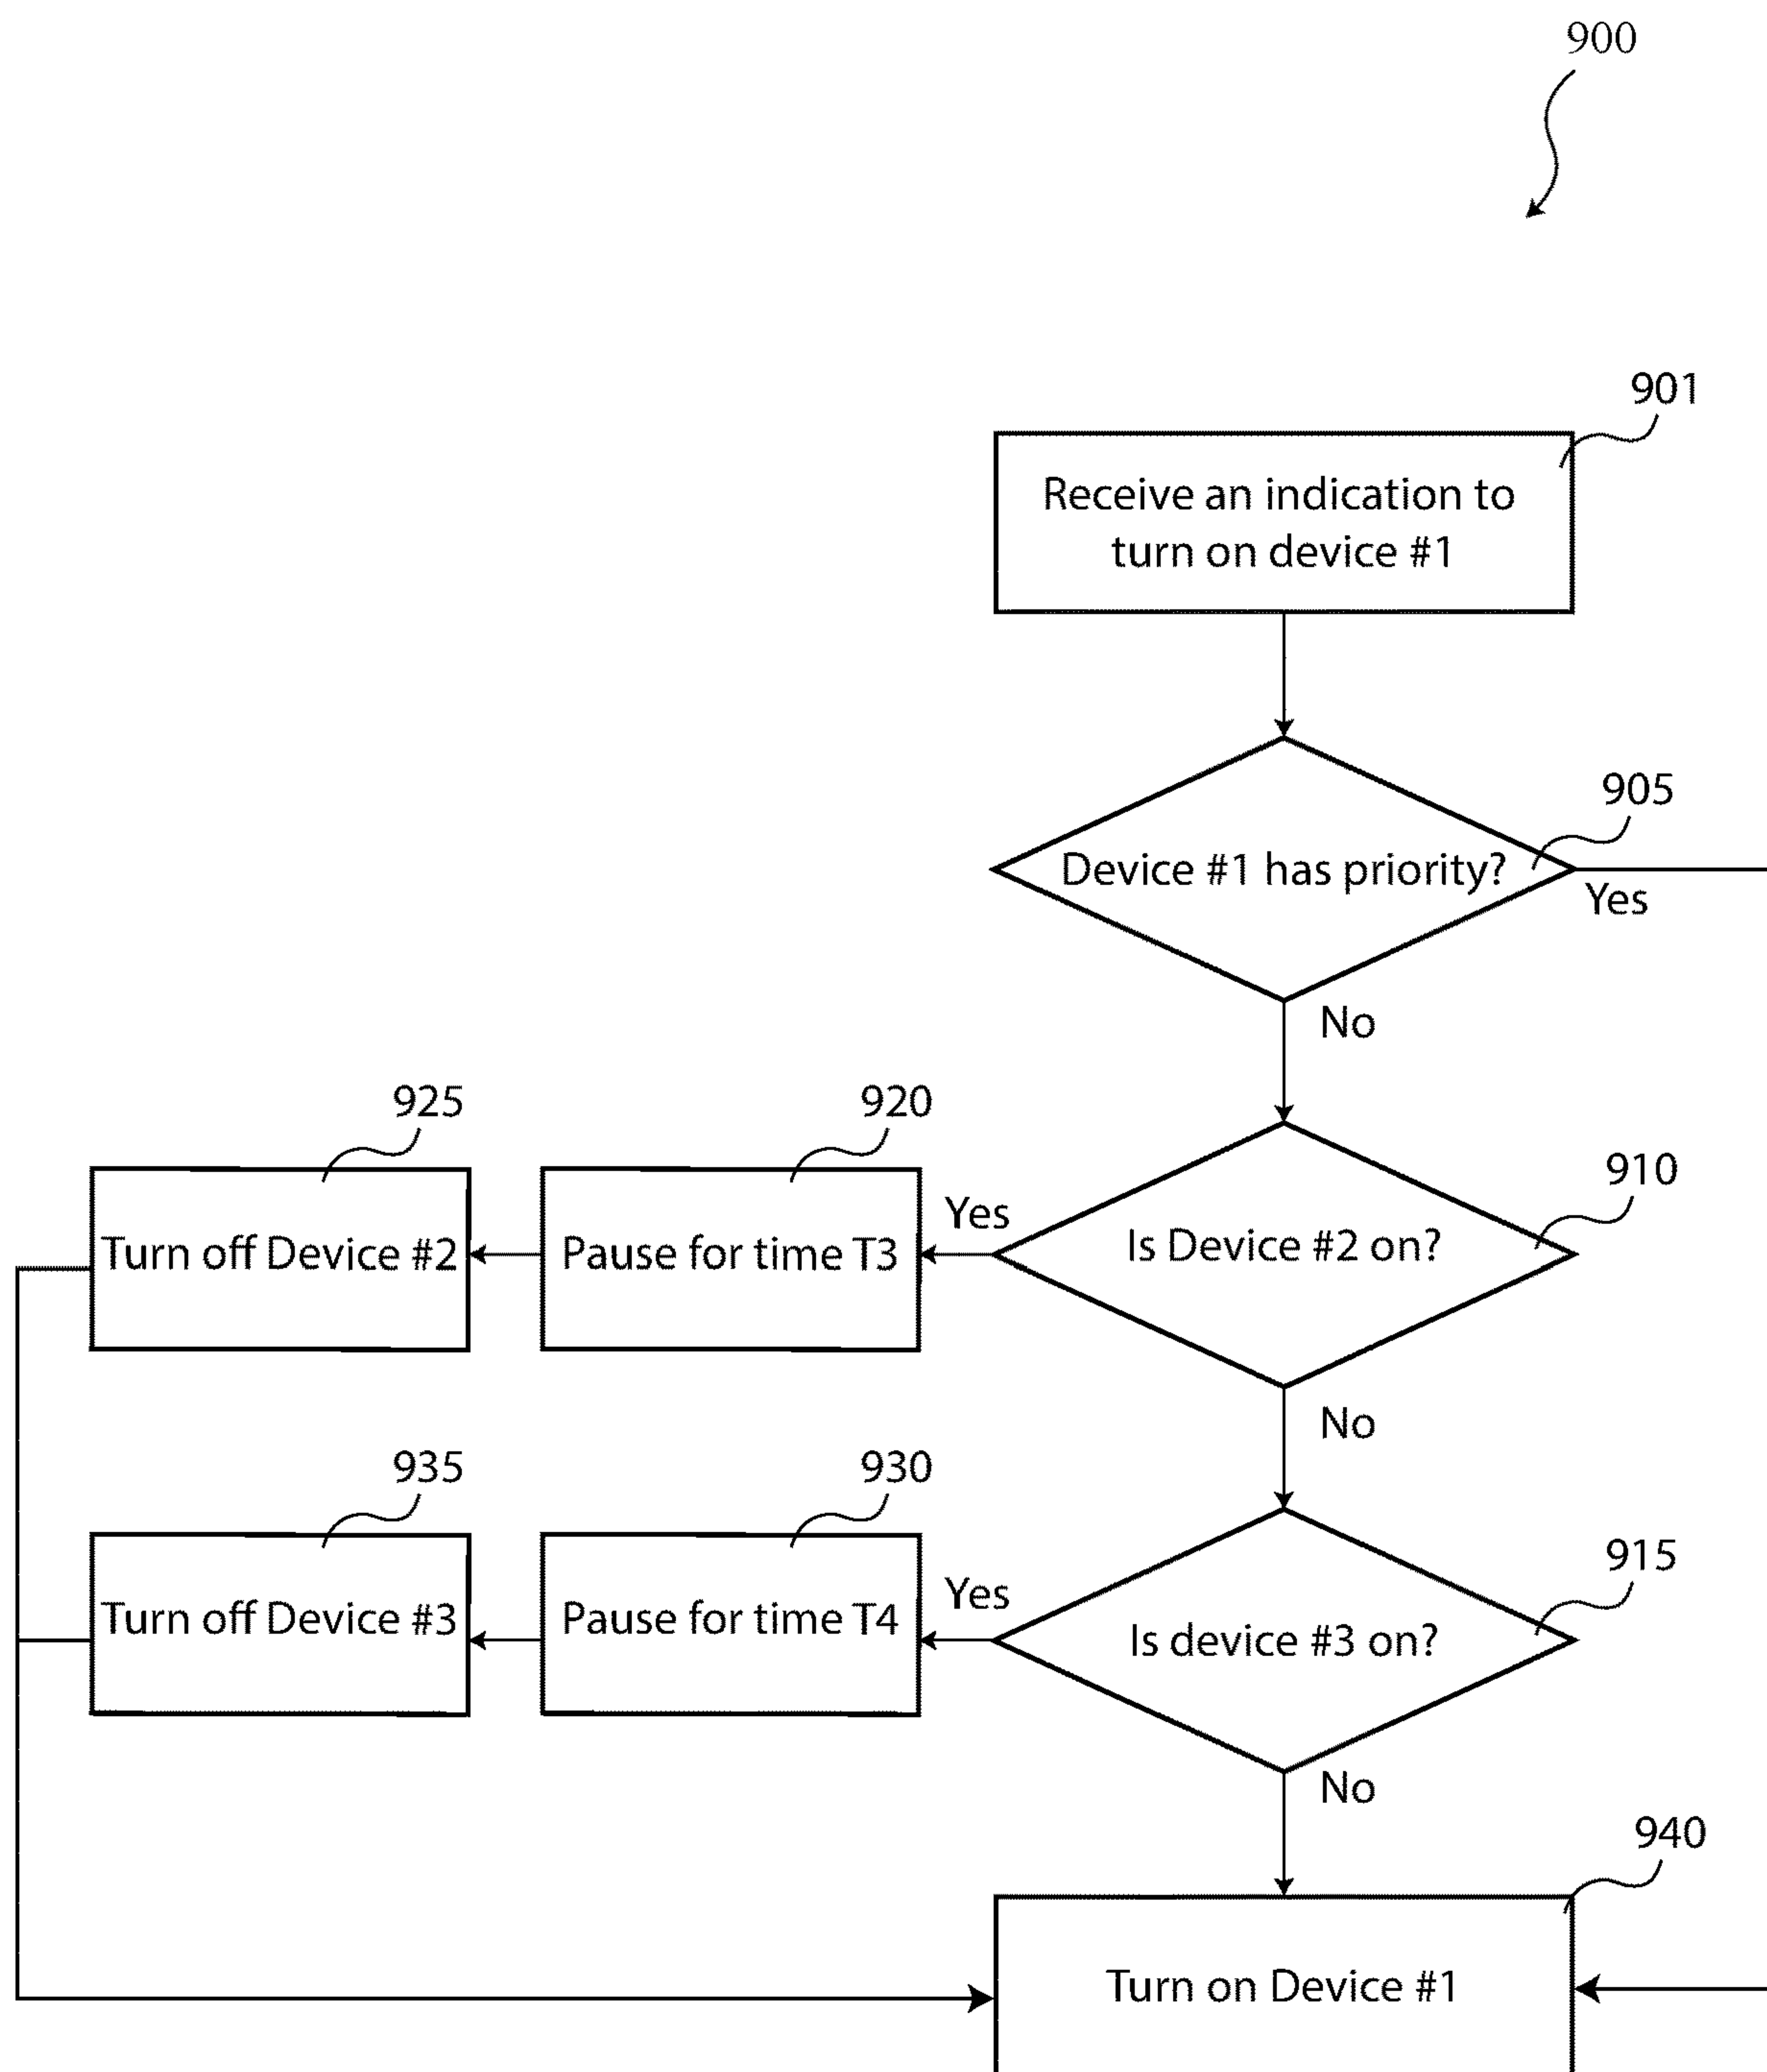 900
901
Receive an indication to
turn on device #1
905
Device #1 has priority?
Yes
No
925
920
910
Turn off Device #2
Pause for time T3
Yes
Is Device #2 on?
No
935
930
915
Turn off Device #3
Pause for time T4
Yes
Is device #3 on?
No
940
Turn on Device #1